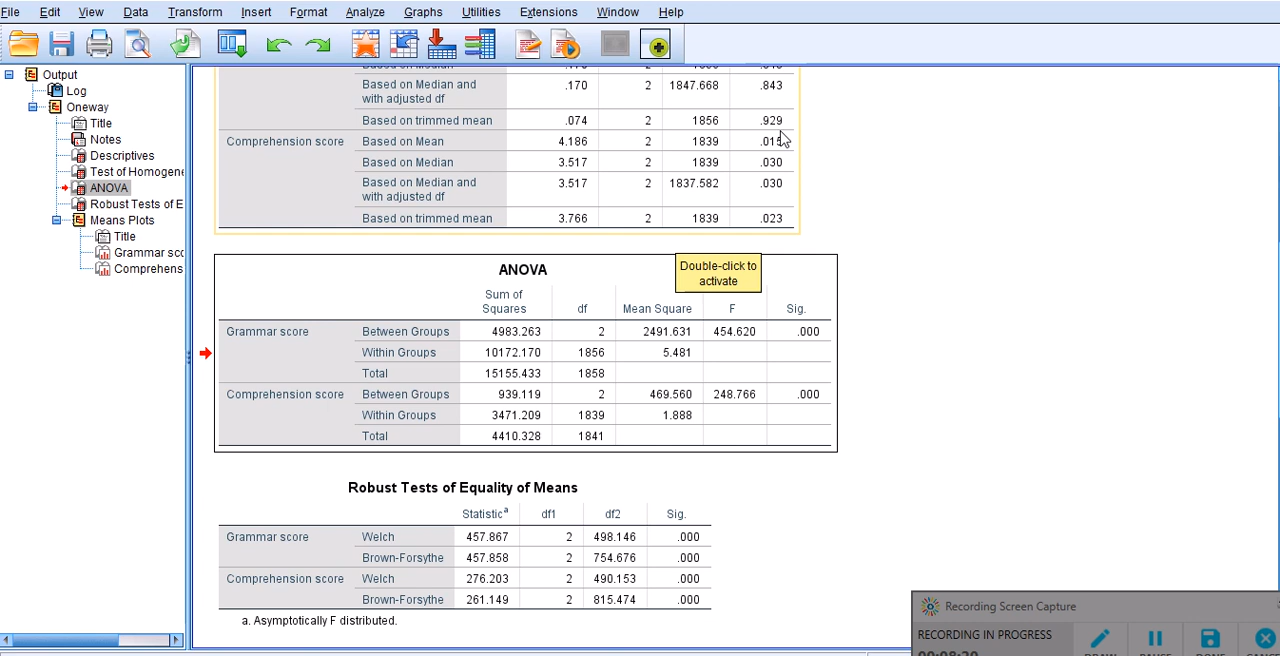 File Edit View Data Transform Insert Format Analyze Graphs Utilities Extensions Window Help
Output
Log
Oneway
Title
Notes
Descriptives
Test of Homogene
ANOVA
Robust Tests of E
Means Plots
Title
Grammar sco
Comprehens
Based on Median and with adjusted df .170 2 1847.668 .843
Based on trimmed mean .074 2 1856 .929
Comprehension score Based on Mean 4.186 2 1839 .015
Based on Median 3.517 2 1839 .030
Based on Median and with adjusted df 3.517 2 1837.582 .030
Based on trimmed mean 3.766 2 1839 .023
ANOVA
Double-click to
activate
Sum of Squares df Mean Square F Sig.
Grammar score Between Groups 4983.263 2 2491.631 454.620 .000
Within Groups 10172.170 1856 5.481
Total 15155.433 1858
Comprehension score Between Groups 939.119 2 469.560 248.766 .000
Within Groups 3471.209 1839 1.888
Total 4410.328 1841
Robust Tests of Equality of Means
Statistic a df1 df2 Sig.
Grammar score Welch 457.867 2 498.146 .000
Brown-Forsythe 457.858 2 754.676 .000
Comprehension score Welch 276.203 2 490.153 .000
Brown-Forsythe 261.149 2 815.474 .000
a. Asymptotically F distributed.
Recording Screen Capture
RECORDING IN PROGRESS